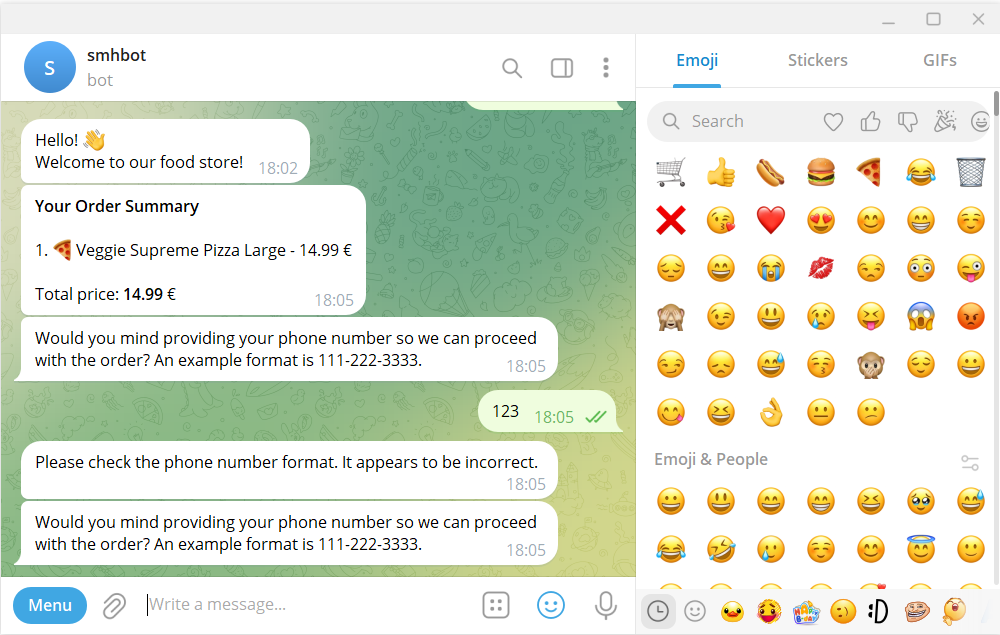 S
smhbot
bot
Hello! 👋
Welcome to our food store! 18:02
Your Order Summary
1. 🍕 Veggie Supreme Pizza Large - 14.99 €
Total price: 14.99 €
18:05
Would you mind providing your phone number so we can proceed
with the order? An example format is 111-222-3333. 18:05
123 18:05
Please check the phone number format. It appears to be incorrect.
18:05
Would you mind providing your phone number so we can proceed
with the order? An example format is 111-222-3333. 18:05
Menu
Write a message...
Emoji Stickers GIFs
Search
Emoji & People